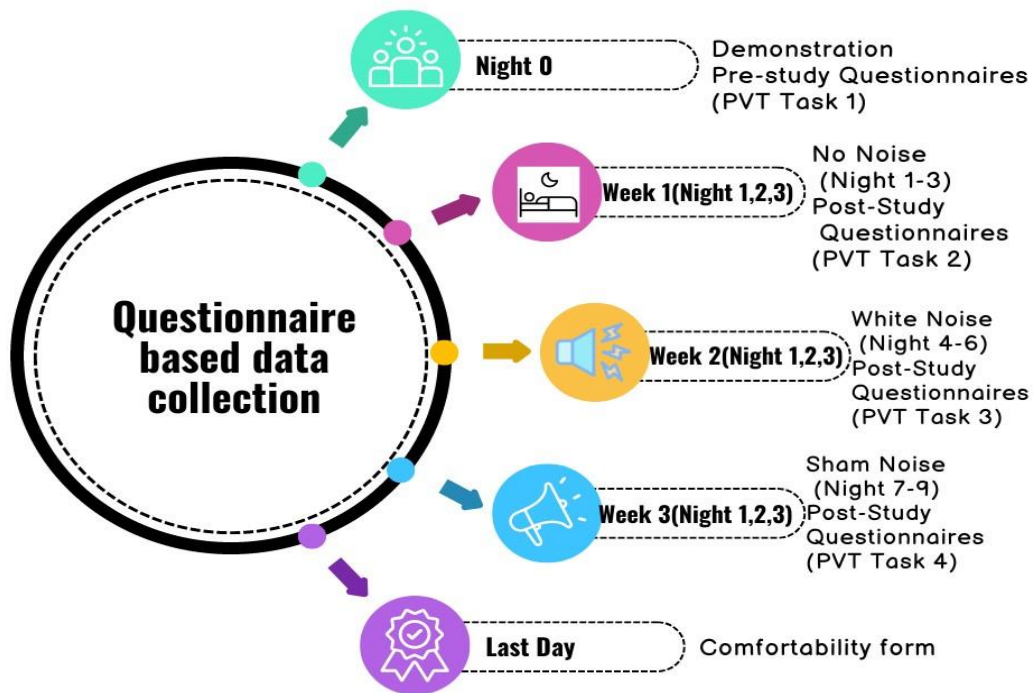 Night 0
Demonstration
Pre-study Questionnaires
(PVT Task 1)
Week 1(Night 1,2,3)
No Noise
(Night 1-3)
Post-Study
Questionnaires
(PVT Task 2)
Questionnaire
based data
collection
Week 2(Night 1,2,3)
White Noise
(Night 4-6)
Post-Study
Questionnaires
(PVT Task 3)
Week 3(Night 1,2,3)
Sham Noise
(Night 7-9)
Post-Study
Questionnaires
(PVT Task 4)
Last Day
Comfortability form